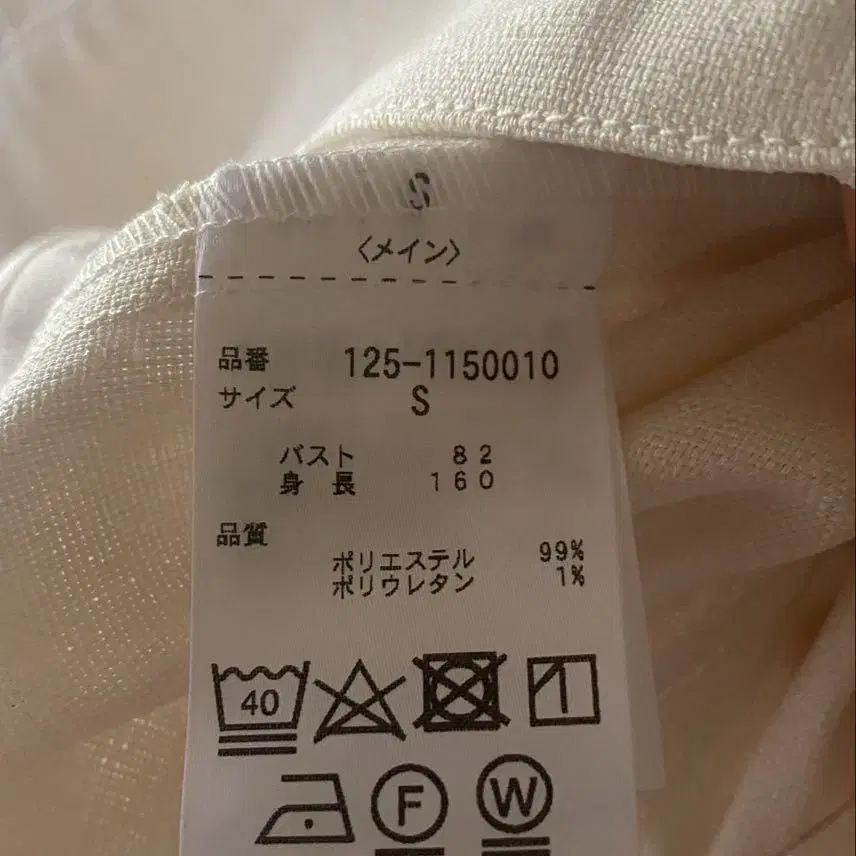 S
〈メイン〉
品番 125-1150010
サイズ S
バスト 82
身長 160
品質
ポリエステル 99%
ポリウレタン 1%
40
F W